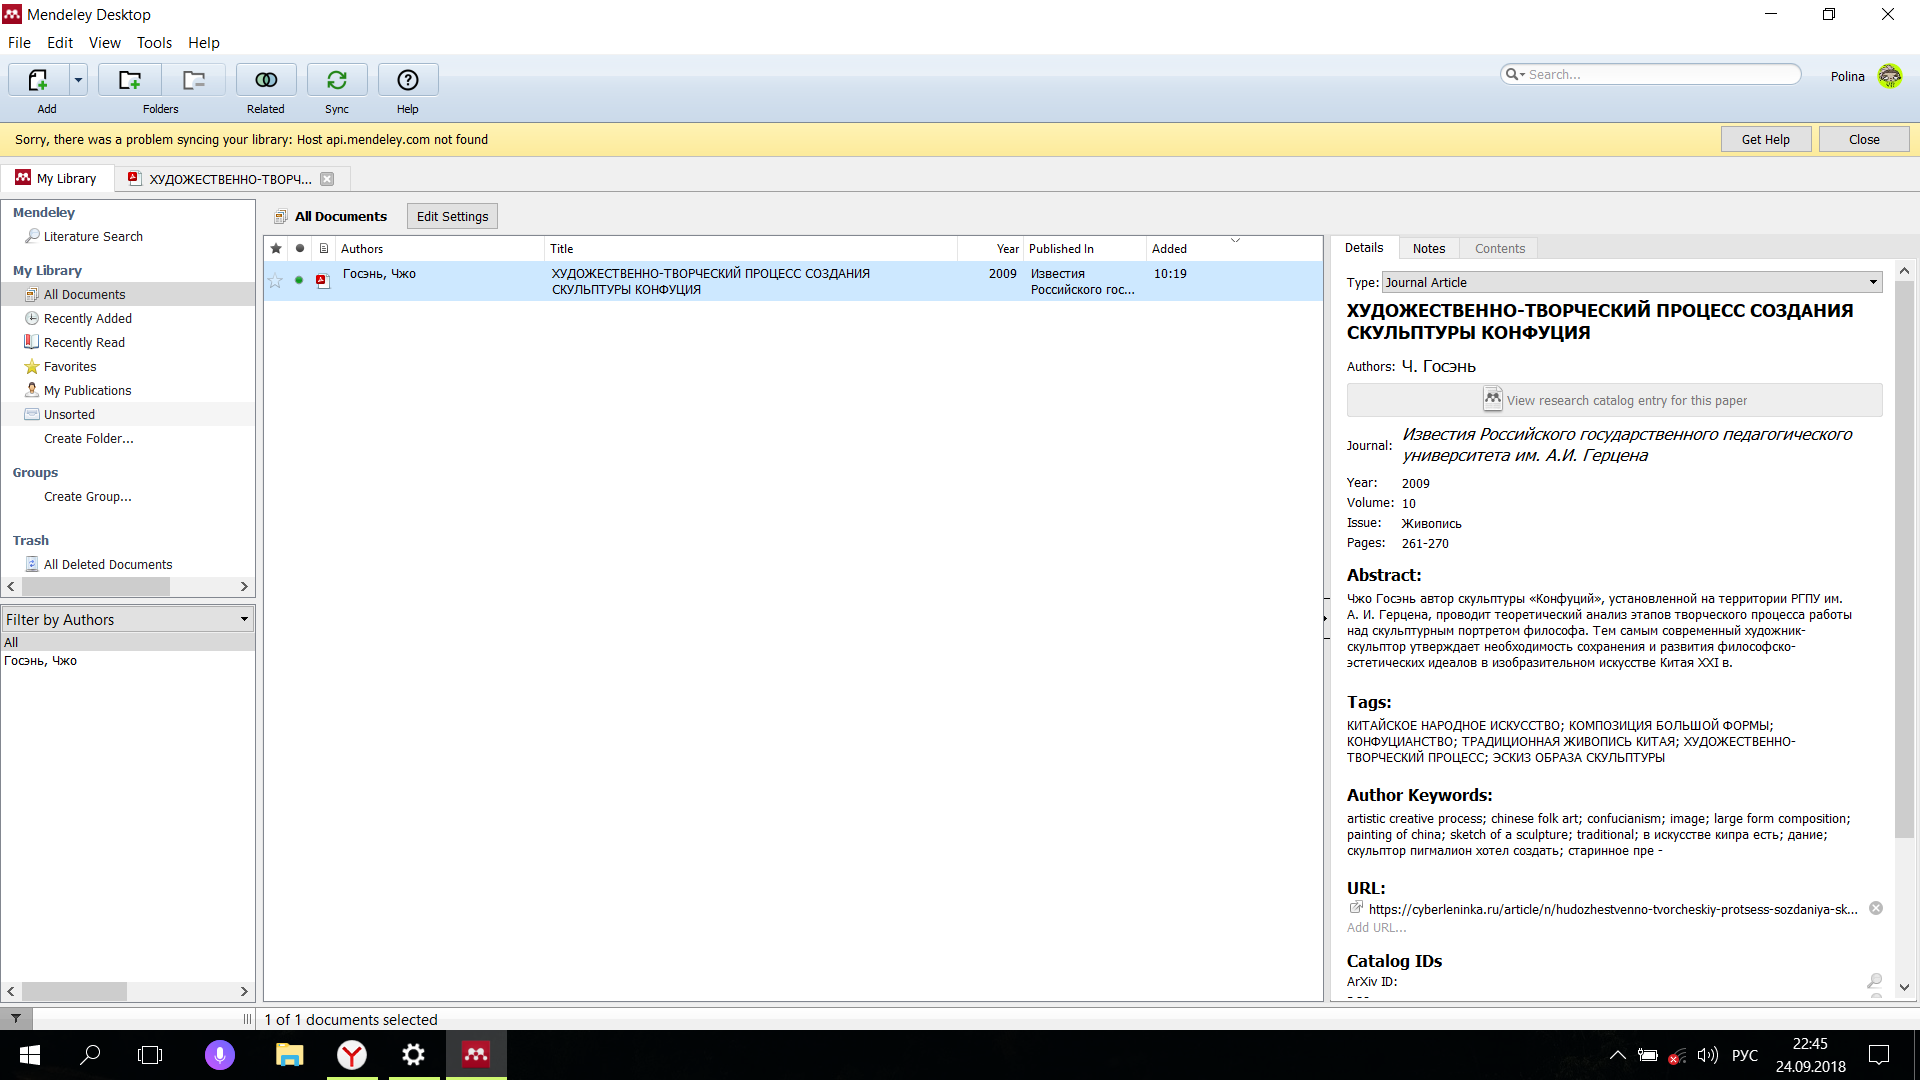 Mendeley Desktop
File Edit View Tools Help
Search...
Polina
Add Folders Related Sync Help
Sorry, there was a problem syncing your library: Host api.mendeley.com not found
Get Help Close
My Library ХУДОЖЕСТВЕННО-ТВОРЧ...
Mendeley
Literature Search
My Library
All Documents
Recently Added
Recently Read
Favorites
My Publications
Unsorted
Create Folder...
Groups
Create Group...
Trash
All Deleted Documents
Filter by Authors
All
Госэнь, Чжо
All Documents Edit Settings
Authors Title Year Published In Added
Госэнь, Чжо ХУДОЖЕСТВЕННО-ТВОРЧЕСКИЙ ПРОЦЕСС СОЗДАНИЯ 2009 Известия 10:19
СКУЛЬПТУРЫ КОНФУЦИЯ Российского гос...
Details Notes Contents
Type: Journal Article
ХУДОЖЕСТВЕННО-ТВОРЧЕСКИЙ ПРОЦЕСС СОЗДАНИЯ
СКУЛЬПТУРЫ КОНФУЦИЯ
Authors: Ч. Госэнь
View research catalog entry for this paper
Journal: Известия Российского государственного педагогического
университета им. А.И. Герцена
Year: 2009
Volume: 10
Issue: Живопись
Pages: 261-270
Abstract:
Чжо Госэнь автор скульптуры «Конфуций», установленной на территории РГПУ им.
А. И. Герцена, проводит теоретический анализ этапов творческого процесса работы
над скульптурным портретом философа. Тем самым современный художник-
скульптор утверждает необходимость сохранения и развития философско-
эстетических идеалов в изобразительном искусстве Китая XXI в.
Tags:
КИТАЙСКОЕ НАРОДНОЕ ИСКУССТВО; КОМПОЗИЦИЯ БОЛЬШОЙ ФОРМЫ;
КОНФУЦИАНСТВО; ТРАДИЦИОННАЯ ЖИВОПИСЬ КИТАЯ; ХУДОЖЕСТВЕННО-
ТВОРЧЕСКИЙ ПРОЦЕСС; ЭСКИЗ ОБРАЗА СКУЛЬПТУРЫ
Author Keywords:
artistic creative process; chinese folk art; confucianism; image; large form composition;
painting of china; sketch of a sculpture; traditional; в искусстве кипра есть; дание;
скульптор пигмалион хотел создать; старинное пре -
URL:
https://cyberleninka.ru/article/n/hudozhestvenno-tvorcheskiy-protsess-sozdaniya-sk...
Add URL...
Catalog IDs
ArXiv ID:
1 of 1 documents selected
РУС
22:45
24.09.2018